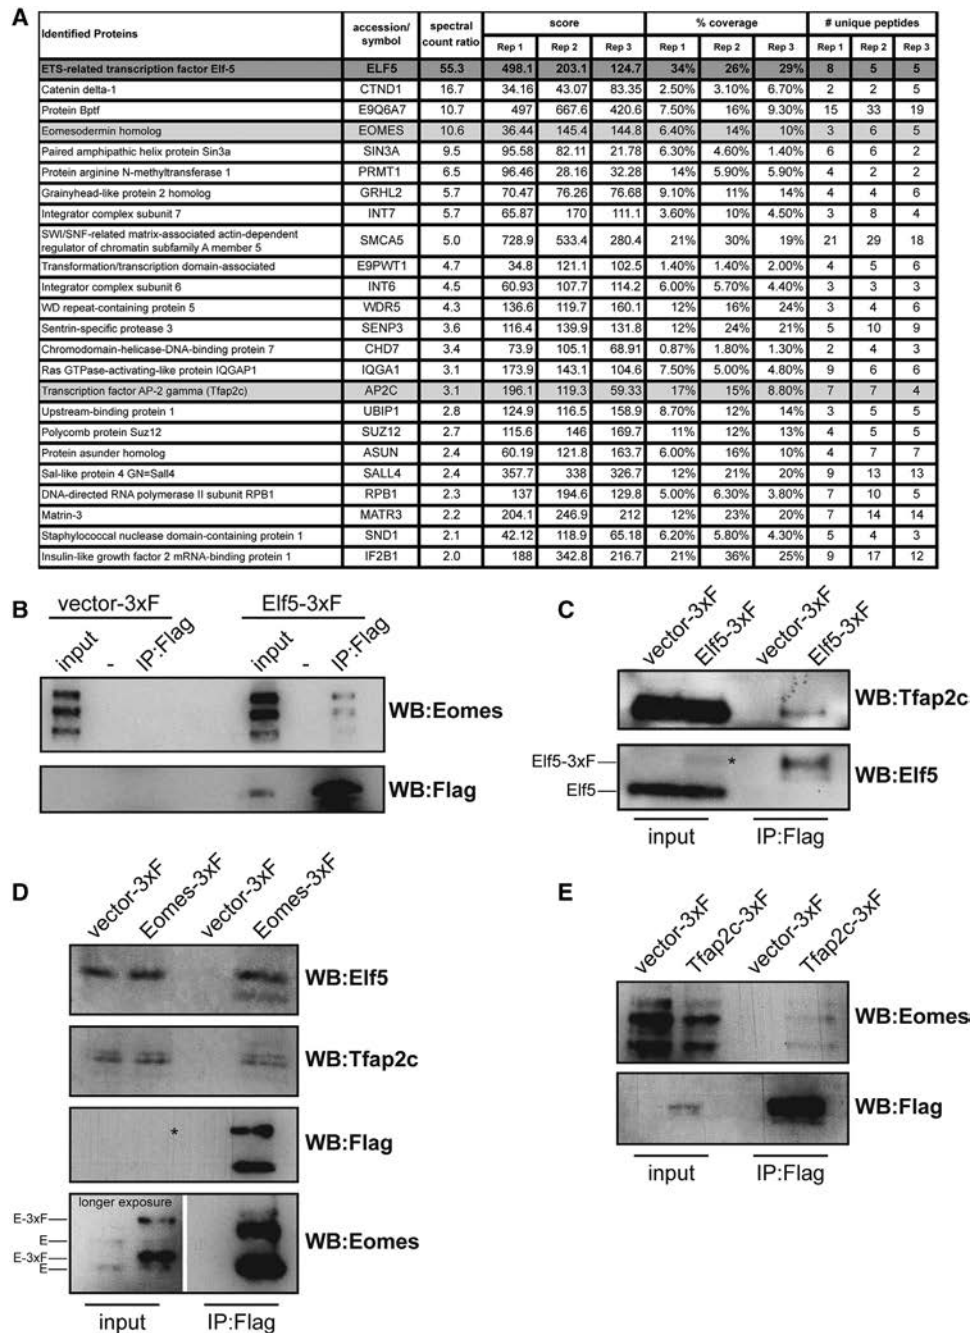 A
Identified Proteins accession/ symbol spectral count ratio score % coverage # unique peptides
Rep 1 Rep 2 Rep 3 Rep 1 Rep 2 Rep 3 Rep 1 Rep 2 Rep 3
ETS-related transcription factor Elf-5 ELF5 55.3 498.1 203.1 124.7 34% 26% 29% 8 5 5
Catenin delta-1 CTND1 16.7 34.16 43.07 83.35 2.50% 3.10% 6.70% 2 2 5
Protein Bptf E9Q6A7 10.7 497 667.6 420.6 7.50% 16% 9.30% 15 33 19
Eomesodermin homolog EOMES 10.6 36.44 145.4 144.8 6.40% 14% 10% 3 6 5
Paired amphipathic helix protein Sin3a SIN3A 9.5 95.58 82.11 21.78 6.30% 4.60% 1.40% 6 6 2
Protein arginine N-methyltransferase 1 PRMT1 6.5 96.46 28.16 32.28 14% 5.90% 5.90% 4 2 2
Grainyhead-like protein 2 homolog GRHL2 5.7 70.47 76.26 76.68 9.10% 11% 14% 4 4 6
Integrator complex subunit 7 INT7 5.7 65.87 170 111.1 3.60% 10% 4.50% 3 8 4
SWI/SNF-related matrix-associated actin-dependent
regulator of chromatin subfamily A member 5 SMCA5 5.0 728.9 533.4 280.4 21% 30% 19% 21 29 18
Transformation/transcription domain-associated E9PWT1 4.7 34.8 121.1 102.5 1.40% 1.40% 2.00% 4 5 6
Integrator complex subunit 6 INT6 4.5 60.93 107.7 114.2 6.00% 5.70% 4.40% 3 3 3
WD repeat-containing protein 5 WDR5 4.3 136.6 119.7 160.1 12% 16% 24% 3 4 6
Sentrin-specific protease 3 SENP3 3.6 116.4 139.9 131.8 12% 24% 21% 5 10 9
Chromodomain-helicase-DNA-binding protein 7 CHD7 3.4 73.9 105.1 68.91 0.87% 1.80% 1.30% 2 4 3
Ras GTPase-activating-like protein IQGAP1 IQGA1 3.1 173.9 143.1 104.6 7.50% 5.00% 4.80% 9 6 6
Transcription factor AP-2 gamma (Tfap2c) AP2C 3.1 196.1 119.3 59.33 17% 15% 8.80% 7 7 4
Upstream-binding protein 1 UBIP1 2.8 124.9 116.5 158.9 8.70% 12% 14% 3 5 5
Polycomb protein Suz12 SUZ12 2.7 115.6 146 169.7 11% 12% 13% 4 5 5
Protein asunder homolog ASUN 2.4 60.19 121.8 163.7 6.00% 16% 10% 4 7 7
Sal-like protein 4 GN=Sall4 SALL4 2.4 357.7 338 326.7 12% 21% 20% 9 13 13
DNA-directed RNA polymerase II subunit RPB1 RPB1 2.3 137 194.6 129.8 5.00% 6.30% 3.80% 7 10 5
Matrin-3 MATR3 2.2 204.1 246.9 212 12% 23% 20% 7 14 14
Staphylococcal nuclease domain-containing protein 1 SND1 2.1 42.12 118.9 65.18 6.20% 5.80% 4.30% 5 4 3
Insulin-like growth factor 2 mRNA-binding protein 1 IF2B1 2.0 188 342.8 216.7 21% 36% 25% 9 17 12
B
vector-3xF Elf5-3xF
input - IP:Flag input - IP:Flag
WB:Eomes
WB:Flag
C
vector-3xF Elf5-3xF vector-3xF Elf5-3xF
WB:Tfap2c
Elf5-3xF *
Elf5
WB:Elf5
input IP:Flag
D
vector-3xF Eomes-3xF vector-3xF Eomes-3xF
WB:Elf5
WB:Tfap2c
*
WB:Flag
longer exposure
E-3xF
E
E-3xF
E
WB:Eomes
input IP:Flag
E
vector-3xF Tfap2c-3xF vector-3xF Tfap2c-3xF
WB:Eomes
WB:Flag
input IP:Flag